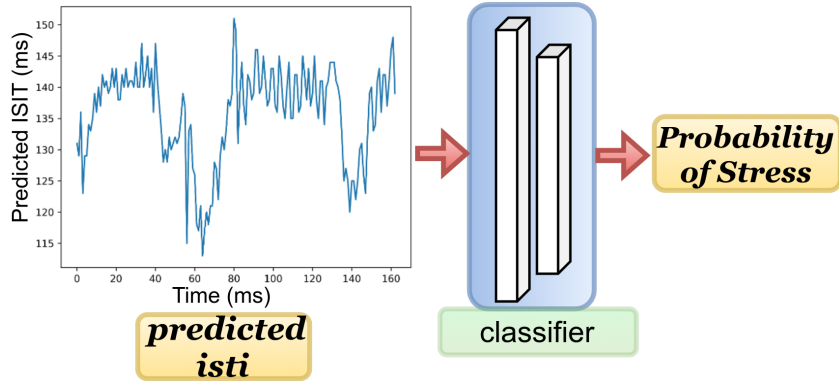 Predicted ISIT (ms)
150
145
140
135
130
125
120
115
0 20 40 60 80 100 120 140 160
Time (ms)
predicted
isti
classifier
Probability
of Stress